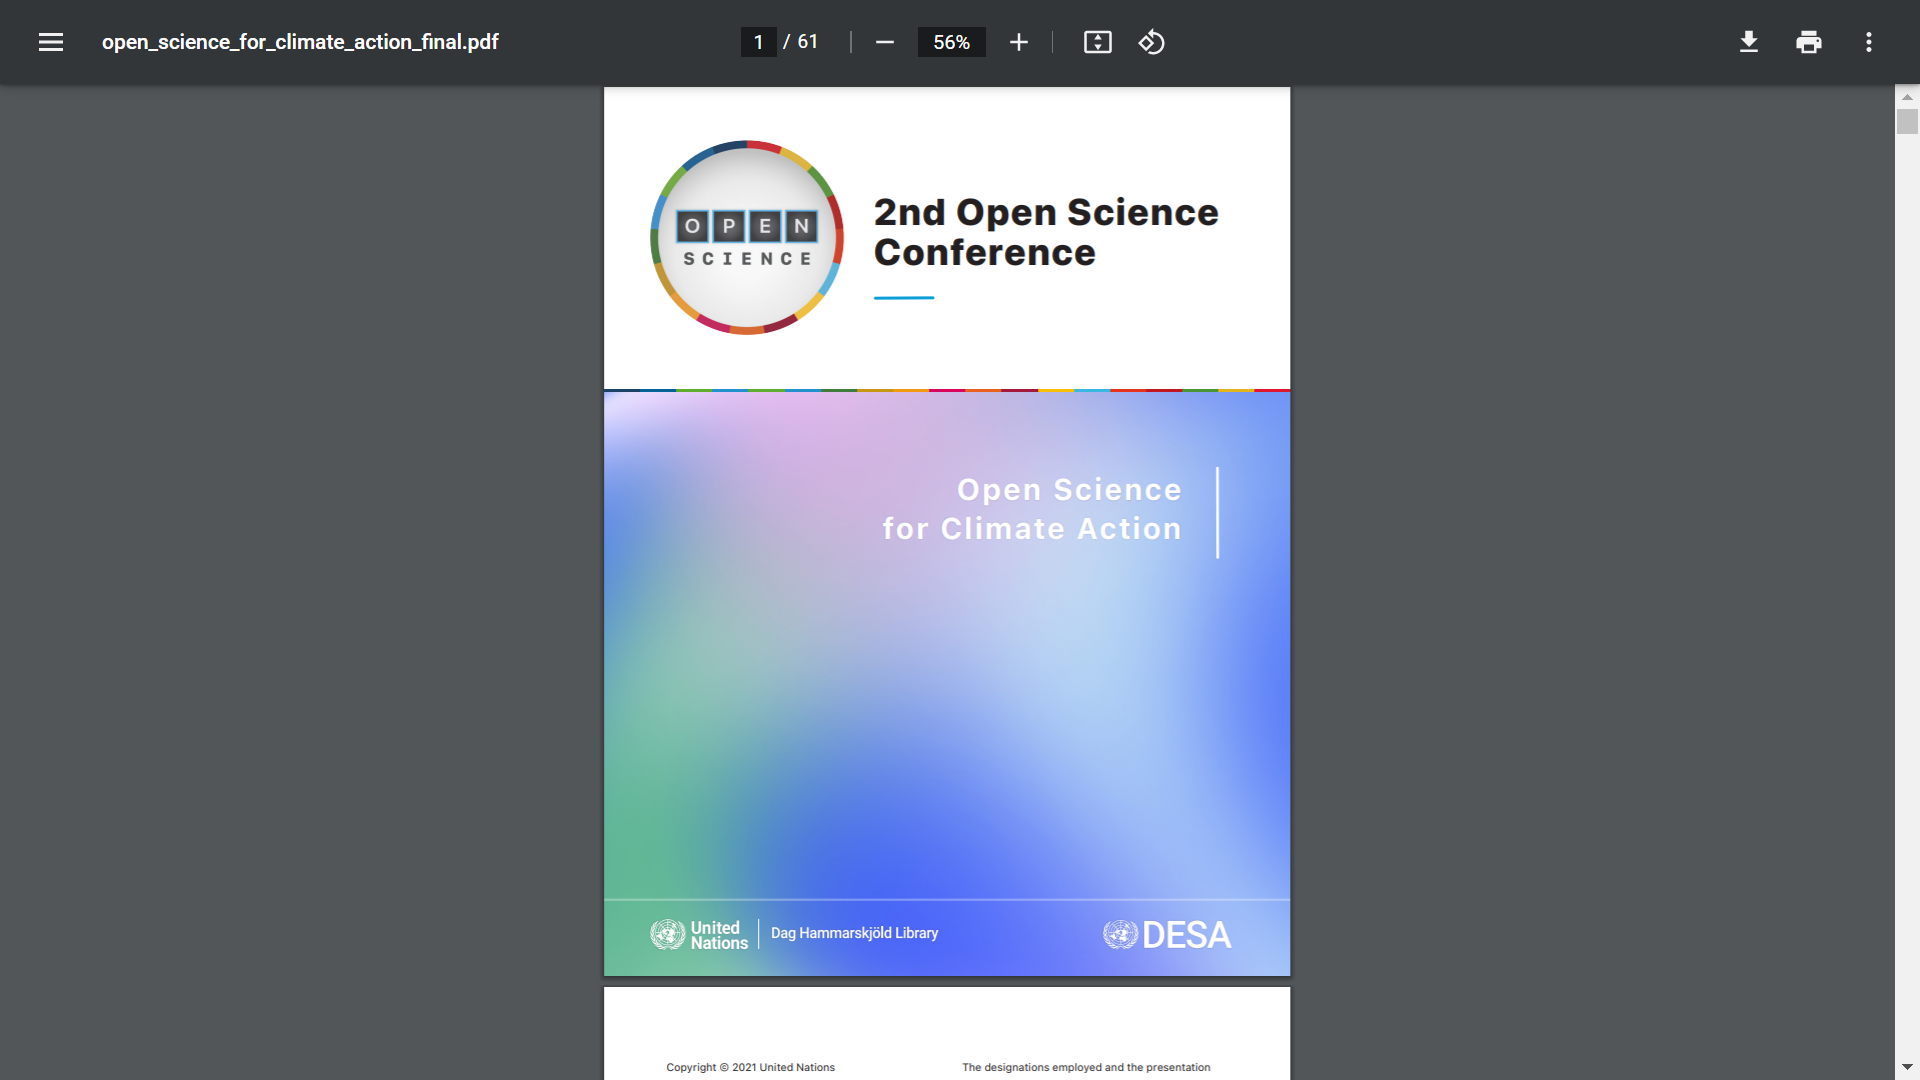 open_science_for_climate_action_final.pdf
1 / 61
56%
OPEN
SCIENCE
2nd Open Science
Conference
Open Science
for Climate Action
United
Nations
Dag Hammarskjöld Library
DESA
Copyright © 2021 United Nations
The designations employed and the presentation